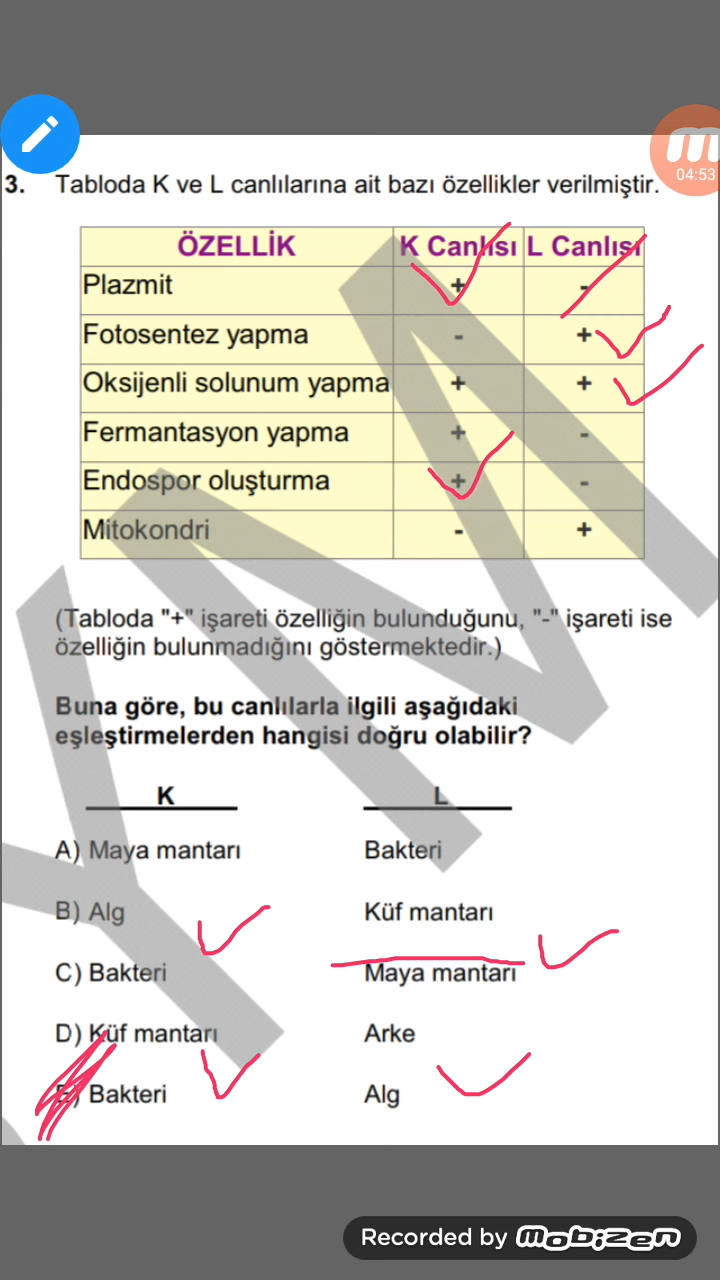 04:53
3. Tabloda K ve L canlılarına ait bazı özellikler verilmiştir.
ÖZELLİK K Canlısı L Canlısı
Plazmit + -
Fotosentez yapma - +
Oksijenli solunum yapma + +
Fermantasyon yapma + -
Endospor oluşturma + -
Mitokondri - +
(Tabloda "+" işareti özelliğin bulunduğunu, "-" işareti ise
özelliğin bulunmadığını göstermektedir.)
Buna göre, bu canlılarla ilgili aşağıdaki
eşleştirmelerden hangisi doğru olabilir?
K L
A) Maya mantarı Bakteri
B) Alg Küf mantarı
C) Bakteri Maya mantarı
D) Küf mantarı Arke
E) Bakteri Alg
Recorded by mobizen